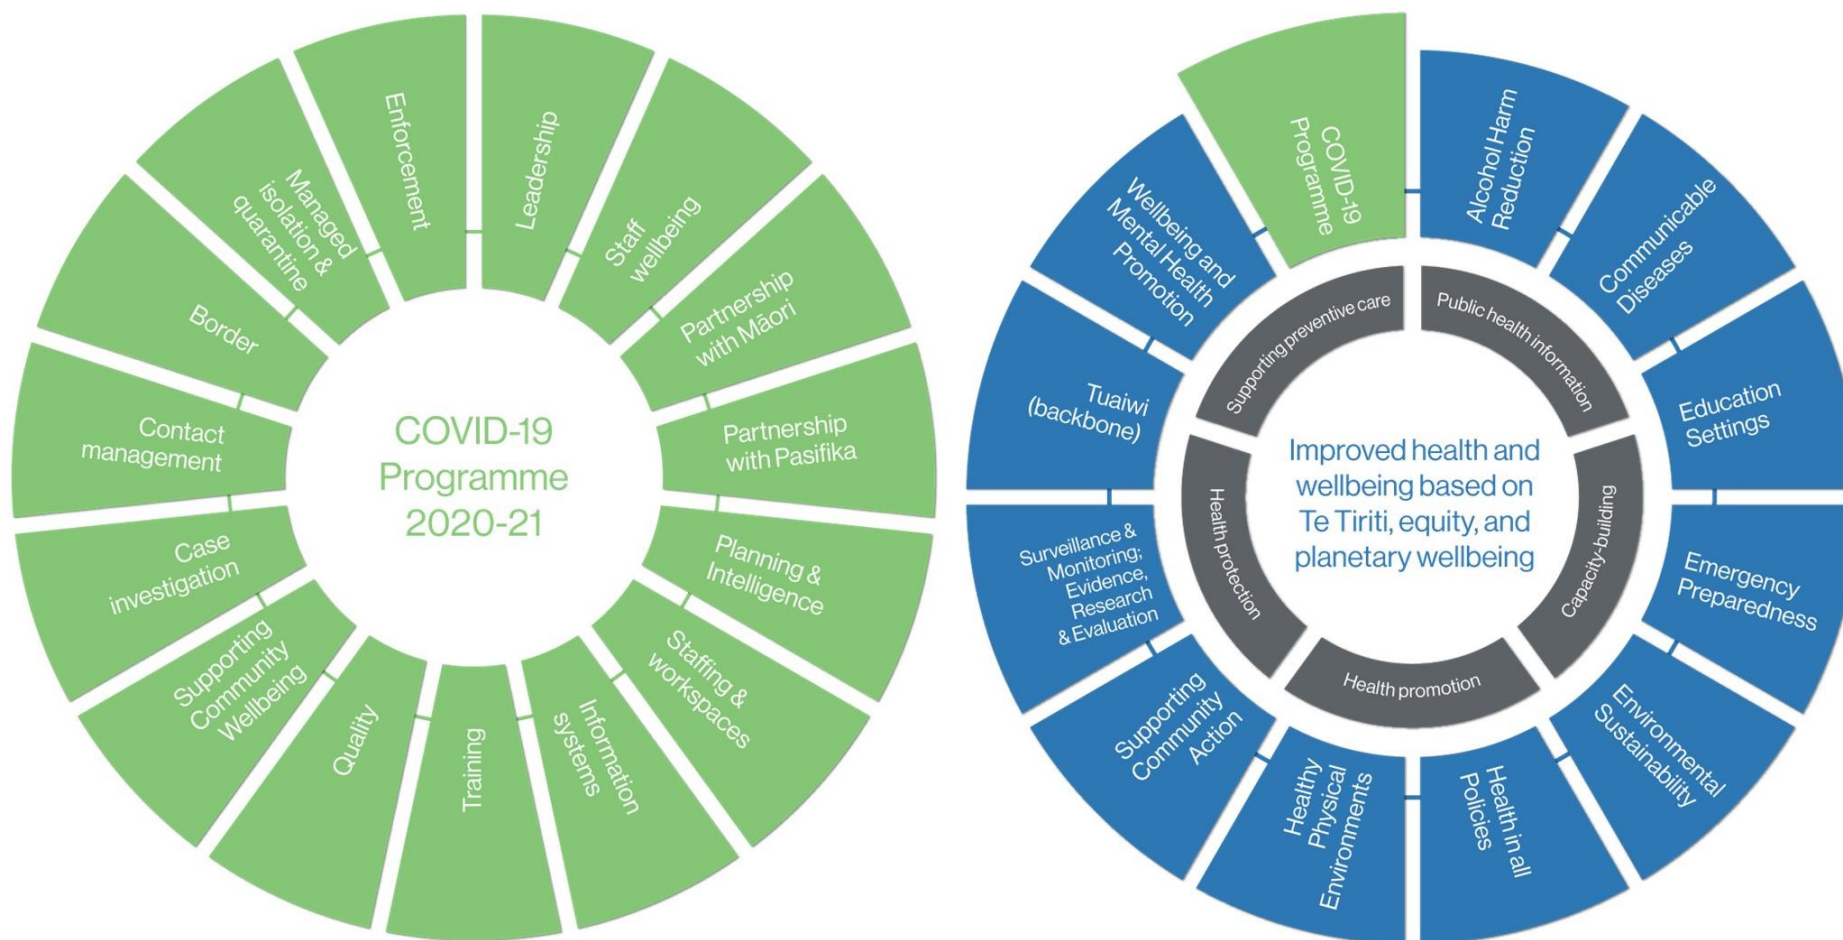 Leadership
Staff
wellbeing
Partnership
with Māori
Partnership
with Pasifika
Planning &
Intelligence
Staffing &
workspaces
Information
systems
Training
Quality
Supporting
Community
Wellbeing
Case
investigation
Contact
management
Border
Managed
isolation &
quarantine
Enforcement
COVID-19
Programme
2020-21
COVID-19
Programme
Alcohol Harm
Reduction
Communicable
Diseases
Education
Settings
Emergency
Preparedness
Environmental
Sustainability
Health in all
Policies
Healthy
Physical
Environments
Supporting
Community
Action
Surveillance &
Monitoring;
Evidence,
Research
& Evaluation
Tuaiwi
(backbone)
Wellbeing and
Mental Health
Promotion
Public health information
Capacity-building
Health promotion
Health protection
Supporting preventive care
Improved health and
wellbeing based on
Te Tiriti, equity, and
planetary wellbeing